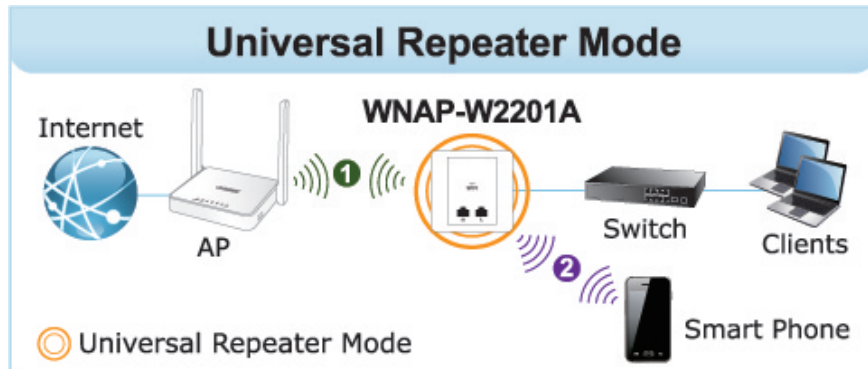 Universal Repeater Mode
WNAP-W2201A
Internet
1
AP
Switch
Clients
2
Smart Phone
Universal Repeater Mode